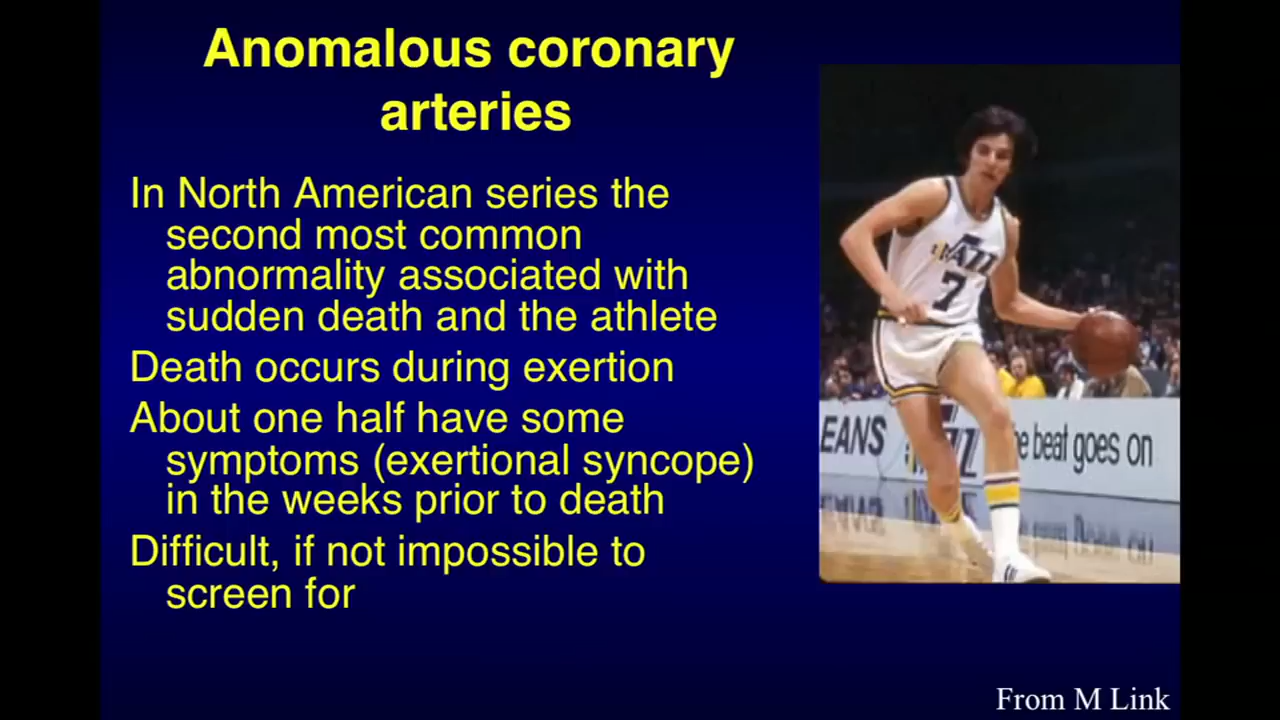 Anomalous coronary
arteries
In North American series the
second most common
abnormality associated with
sudden death and the athlete
Death occurs during exertion
About one half have some
symptoms (exertional syncope)
in the weeks prior to death
Difficult, if not impossible to
screen for
JAZZ
7
EANS
he beat goes on
From M Link